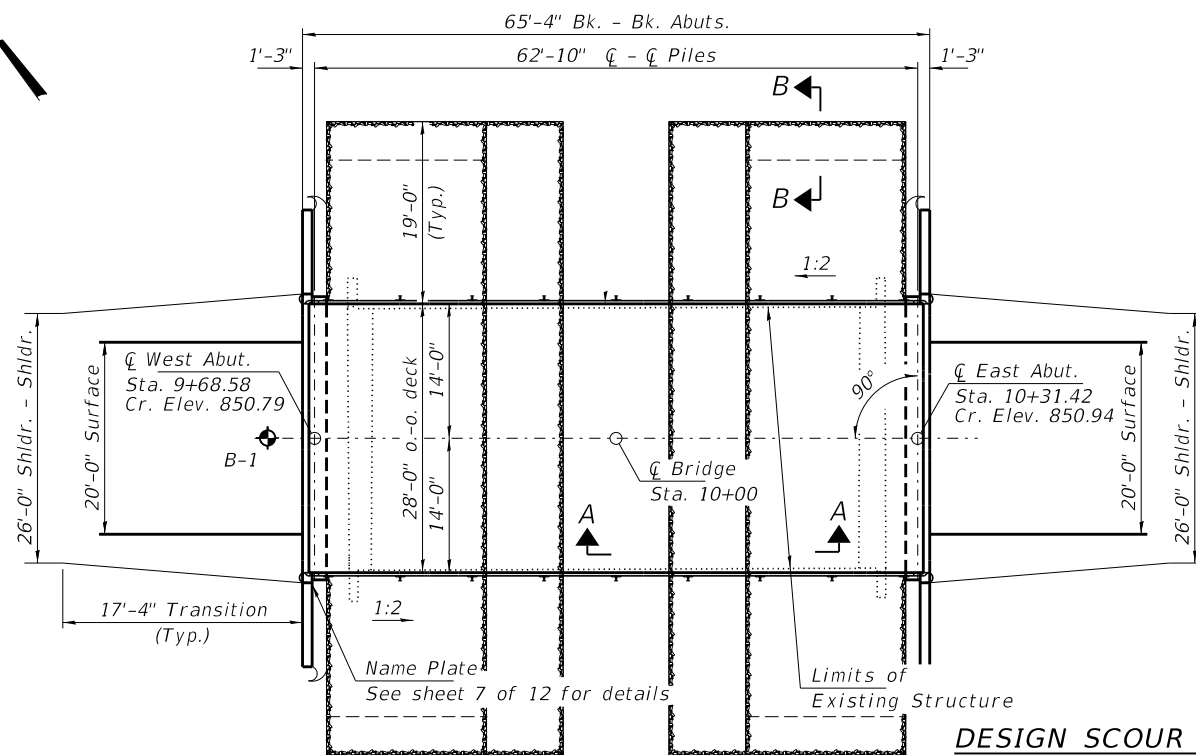 65'-4" Bk. - Bk. Abuts.
1'-3"
62'-10" ℄ - ℄ Piles
1'-3"
B
19'-0"
(Typ.)
B
1:2
℄ West Abut.
Sta. 9+68.58
Cr. Elev. 850.79
26'-0" Shldr. - Shldr.
20'-0" Surface
B-1
28'-0" o.-o. deck
14'-0"
14'-0"
90°
℄ East Abut.
Sta. 10+31.42
Cr. Elev. 850.94
20'-0" Surface
26'-0" Shldr. - Shldr.
℄ Bridge
Sta. 10+00
A
A
17'-4" Transition
(Typ.)
1:2
Name Plate
See sheet 7 of 12 for details
Limits of
Existing Structure
DESIGN SCOUR